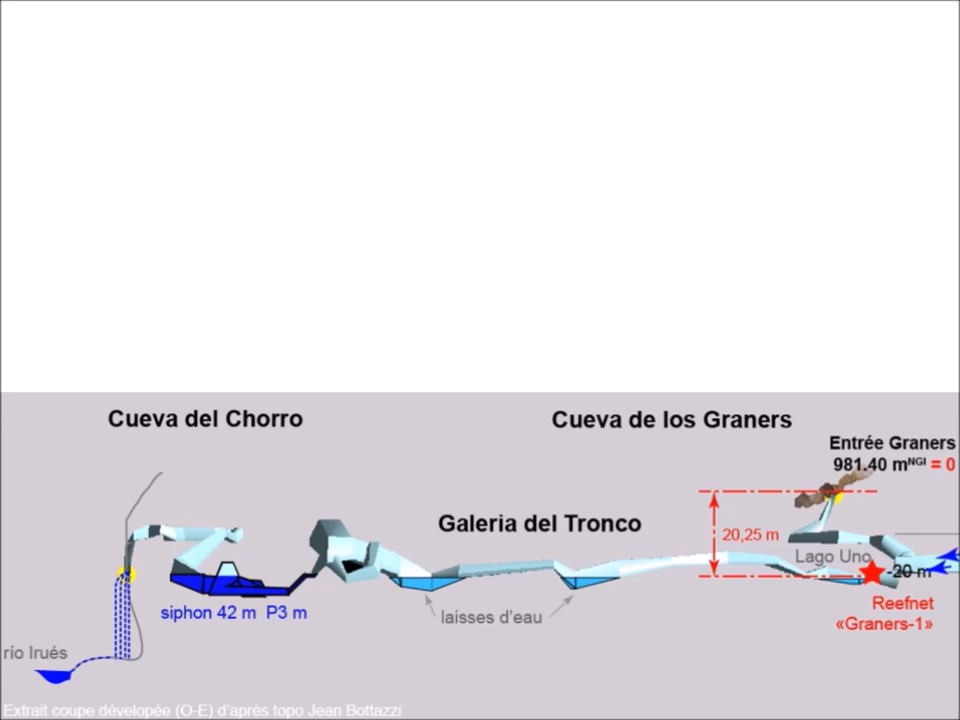 Cueva del Chorro
Cueva de los Graners
Entrée Graners
981.40 mᴺᴳᴵ = 0
Galeria del Tronco
20,25 m
Lago Uno
-20 m
siphon 42 m P3 m
laisses d'eau
Reefnet
«Graners-1»
río Irués
Extrait coupe dévelopée (O-E) d'après topo Jean Bottazzi